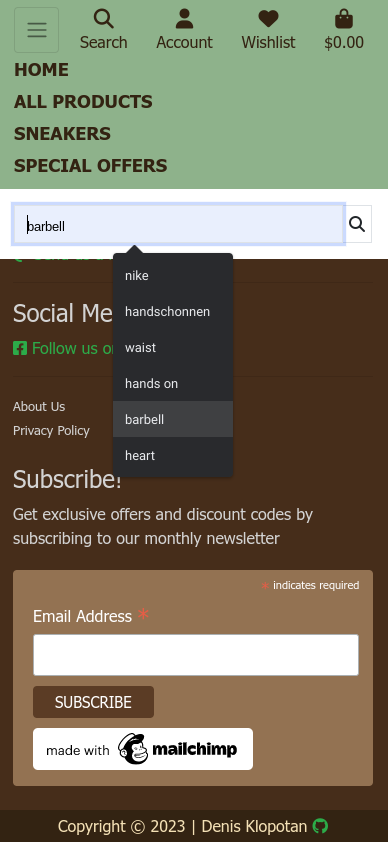 Search Account Wishlist $0.00
HOME
ALL PRODUCTS
SNEAKERS
SPECIAL OFFERS
barbell
nike
handschonnen
waist
hands on
barbell
heart
Social Me
Follow us on
About Us
Privacy Policy
Subscribe!
Get exclusive offers and discount codes by
subscribing to our monthly newsletter
* indicates required
Email Address *
SUBSCRIBE
made with mailchimp
Copyright © 2023 | Denis Klopotan